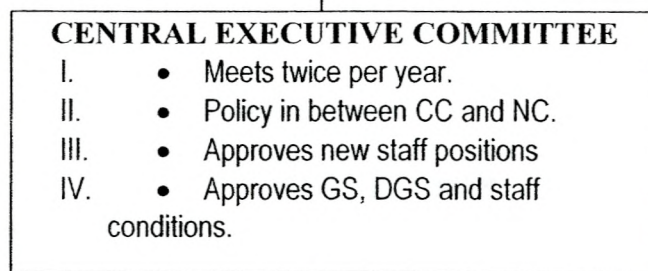 CENTRAL EXECUTIVE COMMITTEE
I. • Meets twice per year.
II. • Policy in between CC and NC.
III. • Approves new staff positions
IV. • Approves GS, DGS and staff
conditions.